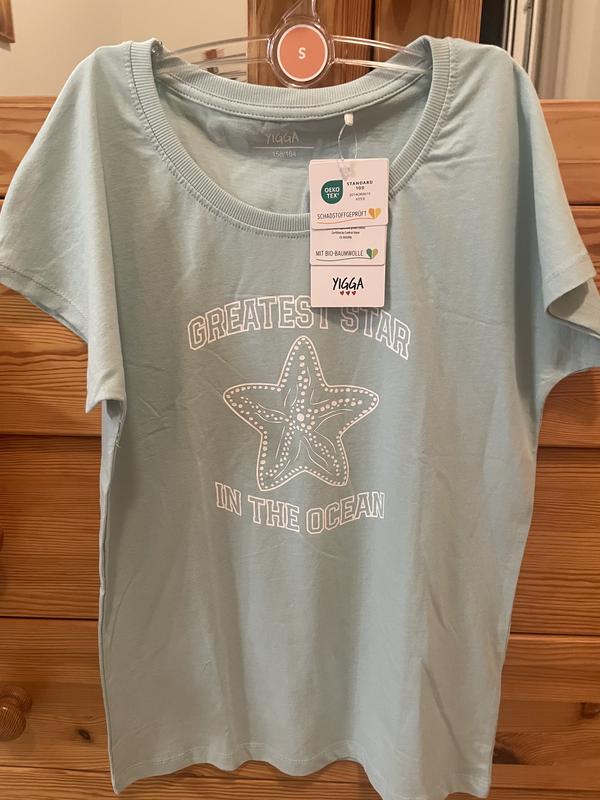 S
YIGGA
158/164
OEKO
TEX®
STANDARD
100
SCHADSTOFFGEPRÜFT
MIT BIO-BAUMWOLLE
YIGGA
GREATEST STAR
IN THE OCEAN